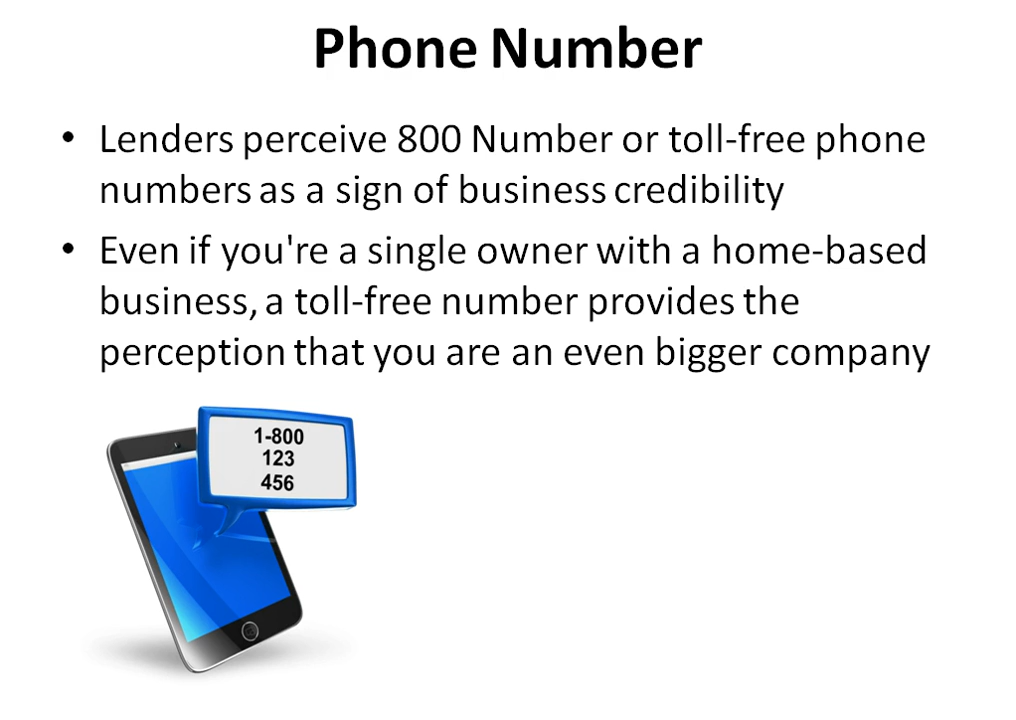 Phone Number
• Lenders perceive 800 Number or toll-free phone
numbers as a sign of business credibility
• Even if you're a single owner with a home-based
business, a toll-free number provides the
perception that you are an even bigger company
1-800
123
456